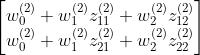 w_0^{(2)} + w_1^{(2)} z_{11}^{(2)} + w_2^{(2)} z_{12}^{(2)}
w_0^{(2)} + w_1^{(2)} z_{21}^{(2)} + w_2^{(2)} z_{22}^{(2)}